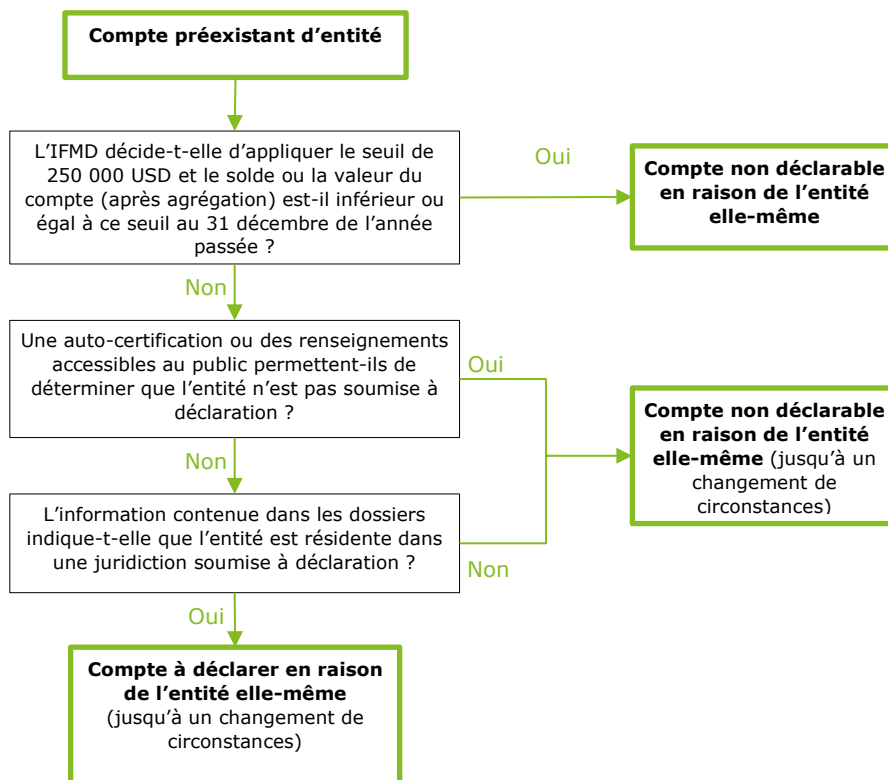 Compte préexistant d’entité
L’IFMD décide-t-elle d’appliquer le seuil de
250 000 USD et le solde ou la valeur du
compte (après agrégation) est-il inférieur ou
égal à ce seuil au 31 décembre de l’année
passée ?
Oui
Compte non déclarable
en raison de l’entité
elle-même
Non
Une auto-certification ou des renseignements
accessibles au public permettent-ils de
déterminer que l’entité n’est pas soumise à
déclaration ?
Oui
Compte non déclarable
en raison de l’entité
elle-même (jusqu’à un
changement de
circonstances)
Non
L’information contenue dans les dossiers
indique-t-elle que l’entité est résidente dans
une juridiction soumise à déclaration ?
Non
Oui
Compte à déclarer en raison
de l’entité elle-même
(jusqu’à un changement de
circonstances)